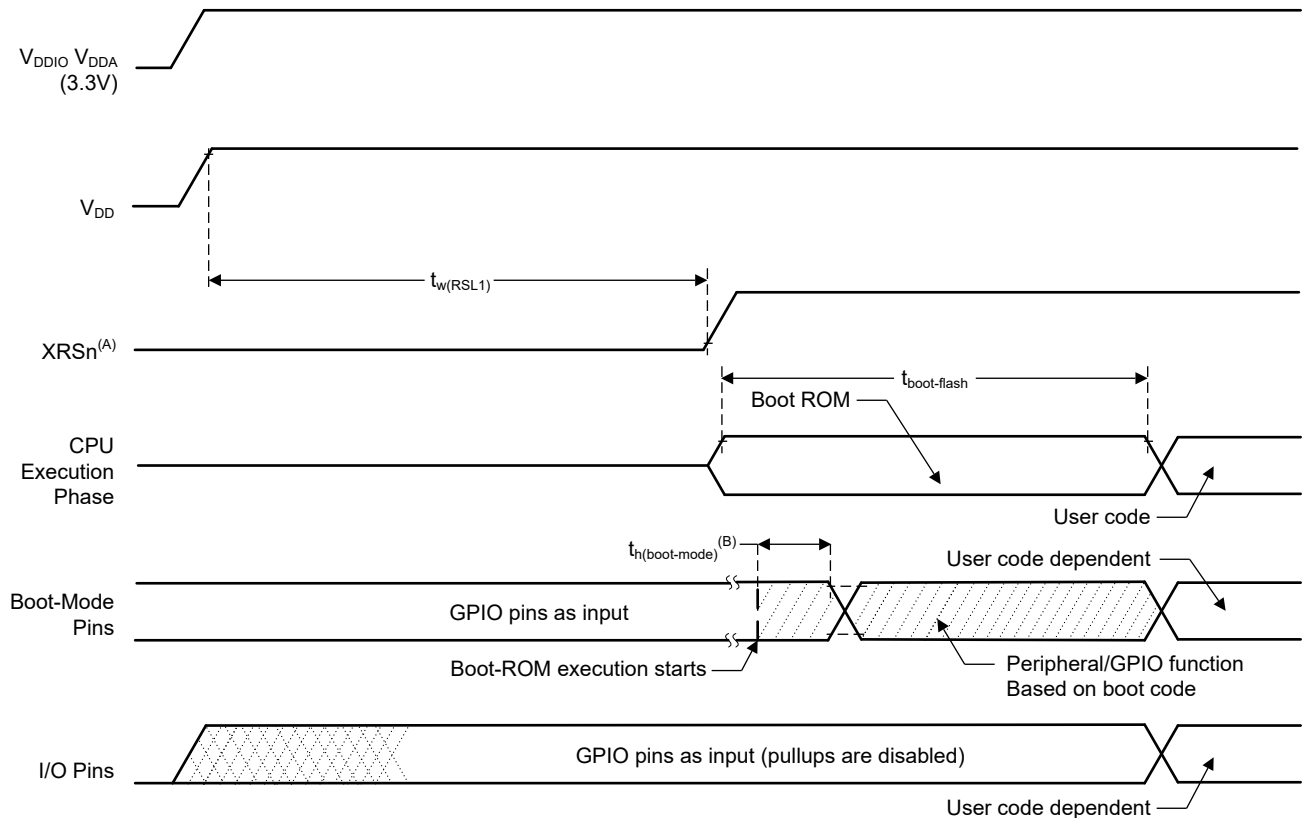 VDDIO VDDA
(3.3V)
VDD
tw(RSL1)
XRSn(A)
tboot-flash
Boot ROM
CPU
Execution
Phase
User code
th(boot-mode)(B)
User code dependent
Boot-Mode
Pins
GPIO pins as input
Boot-ROM execution starts
Peripheral/GPIO function
Based on boot code
I/O Pins
GPIO pins as input (pullups are disabled)
User code dependent